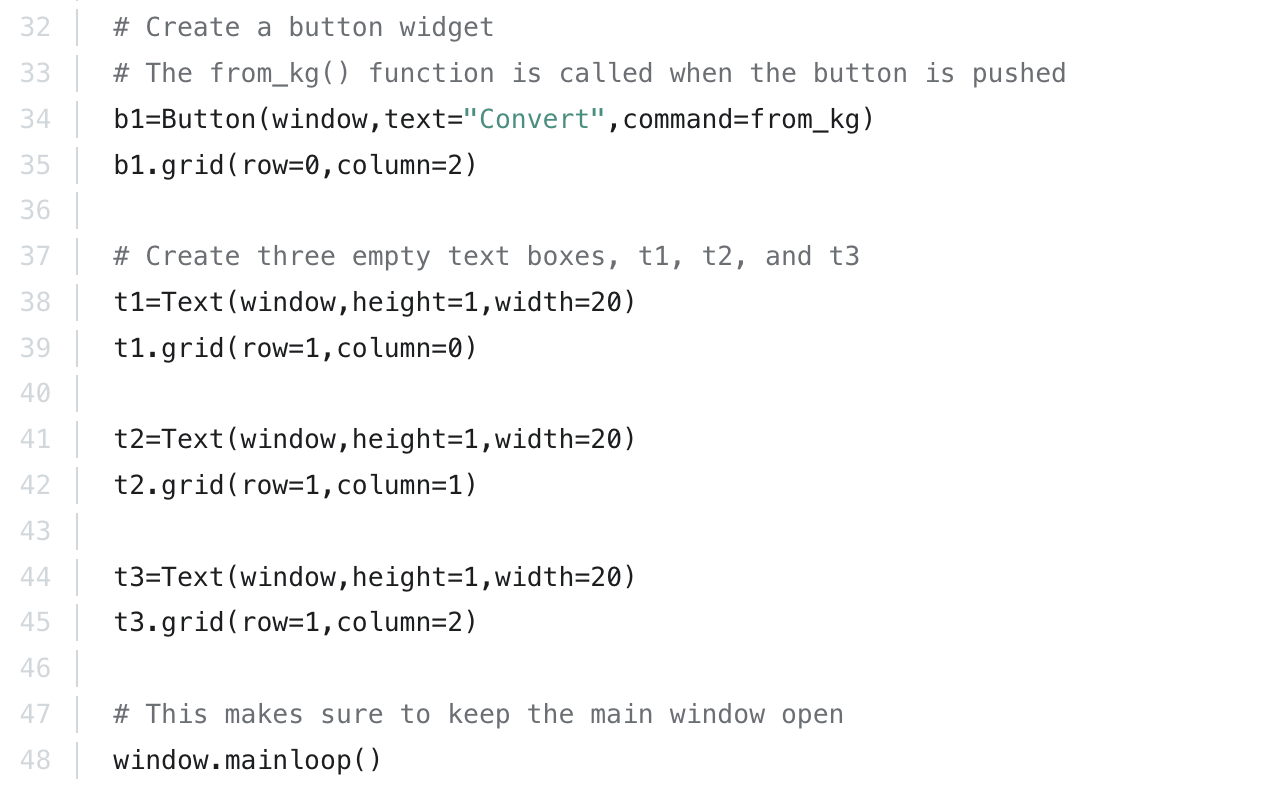 32 # Create a button widget
33 # The from_kg() function is called when the button is pushed
34 b1=Button(window,text="Convert",command=from_kg)
35 b1.grid(row=0,column=2)
36
37 # Create three empty text boxes, t1, t2, and t3
38 t1=Text(window,height=1,width=20)
39 t1.grid(row=1,column=0)
40
41 t2=Text(window,height=1,width=20)
42 t2.grid(row=1,column=1)
43
44 t3=Text(window,height=1,width=20)
45 t3.grid(row=1,column=2)
46
47 # This makes sure to keep the main window open
48 window.mainloop()